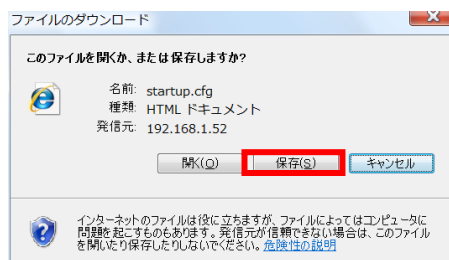 ファイルのダウンロード
このファイルを開くか、または保存しますか?
名前: startup.cfg
種類: HTML ドキュメント
発信元: 192.168.1.52
開く(O) 保存(S) キャンセル
インターネットのファイルは役に立ちますが、ファイルによってはコンピュータに
問題を起こすものもあります。発信元が信頼できない場合は、このファイル
を開いたり保存したりしないでください。危険性の説明